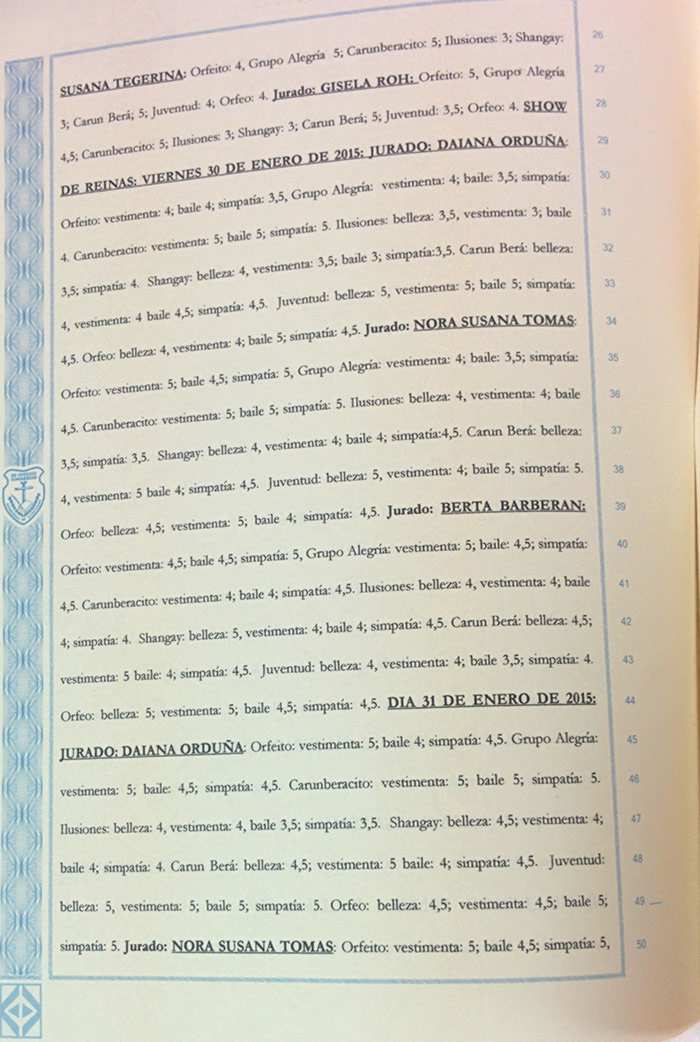 SUSANA TEGERINA: Orfeito: 4, Grupo Alegría 5; Carunberacito: 5; Ilusiones: 3; Shangay: 26
3; Carun Berá; 5; Juventud: 4; Orfeo: 4. Jurado: GISELA ROH: Orfeito: 5, Grupo Alegría 27
4,5; Carunberacito: 5; Ilusiones: 3; Shangay: 3; Carun Berá; 5; Juventud: 3,5; Orfeo: 4. SHOW 28
DE REINAS: VIERNES 30 DE ENERO DE 2015: JURADO: DAIANA ORDUÑA: 29
Orfeito: vestimenta: 4; baile 4; simpatía: 3,5, Grupo Alegría: vestimenta: 4; baile: 3,5; simpatía: 30
4. Carunberacito: vestimenta: 5; baile 5; simpatía: 5. Ilusiones: belleza: 3,5, vestimenta: 3; baile 31
3,5; simpatía: 4. Shangay: belleza: 4, vestimenta: 3,5; baile 3; simpatía:3,5. Carun Berá: belleza: 32
4, vestimenta: 4 baile 4,5; simpatía: 4,5. Juventud: belleza: 5, vestimenta: 5; baile 5; simpatía: 33
4,5. Orfeo: belleza: 4, vestimenta: 4; baile 5; simpatía: 4,5. Jurado: NORA SUSANA TOMAS: 34
Orfeito: vestimenta: 5; baile 4,5; simpatía: 5, Grupo Alegría: vestimenta: 4; baile: 3,5; simpatía: 35
4,5. Carunberacito: vestimenta: 5; baile 5; simpatía: 5. Ilusiones: belleza: 4, vestimenta: 4; baile 36
3,5; simpatía: 3,5. Shangay: belleza: 4, vestimenta: 4; baile 4; simpatía:4,5. Carun Berá: belleza: 37
4, vestimenta: 5 baile 4; simpatía: 4,5. Juventud: belleza: 5, vestimenta: 4; baile 5; simpatía: 5. 38
Orfeo: belleza: 4,5; vestimenta: 5; baile 4; simpatía: 4,5. Jurado: BERTA BARBERAN: 39
Orfeito: vestimenta: 4,5; baile 4,5; simpatía: 5, Grupo Alegría: vestimenta: 5; baile: 4,5; simpatía: 40
4,5. Carunberacito: vestimenta: 4; baile 4; simpatía: 4,5. Ilusiones: belleza: 4, vestimenta: 4; baile 41
4; simpatía: 4. Shangay: belleza: 5, vestimenta: 4; baile 4; simpatía: 4,5. Carun Berá: belleza: 4,5; 42
vestimenta: 5 baile: 4; simpatía: 4,5. Juventud: belleza: 4, vestimenta: 4; baile 3,5; simpatía: 4. 43
Orfeo: belleza: 5; vestimenta: 5; baile 4,5; simpatía: 4,5. DIA 31 DE ENERO DE 2015: 44
JURADO: DAIANA ORDUÑA: Orfeito: vestimenta: 5; baile 4; simpatía: 4,5. Grupo Alegría: 45
vestimenta: 5; baile: 4,5; simpatía: 4,5. Carunberacito: vestimenta: 5; baile 5; simpatía: 5. 46
Ilusiones: belleza: 4, vestimenta: 4, baile 3,5; simpatía: 3,5. Shangay: belleza: 4,5; vestimenta: 4; 47
baile 4; simpatía: 4. Carun Berá: belleza: 4,5; vestimenta: 5 baile: 4; simpatía: 4,5. Juventud: 48
belleza: 5, vestimenta: 5; baile 5; simpatía: 5. Orfeo: belleza: 4,5; vestimenta: 4,5; baile 5; 49
simpatía: 5. Jurado: NORA SUSANA TOMAS: Orfeito: vestimenta: 5; baile 4,5; simpatía: 5, 50